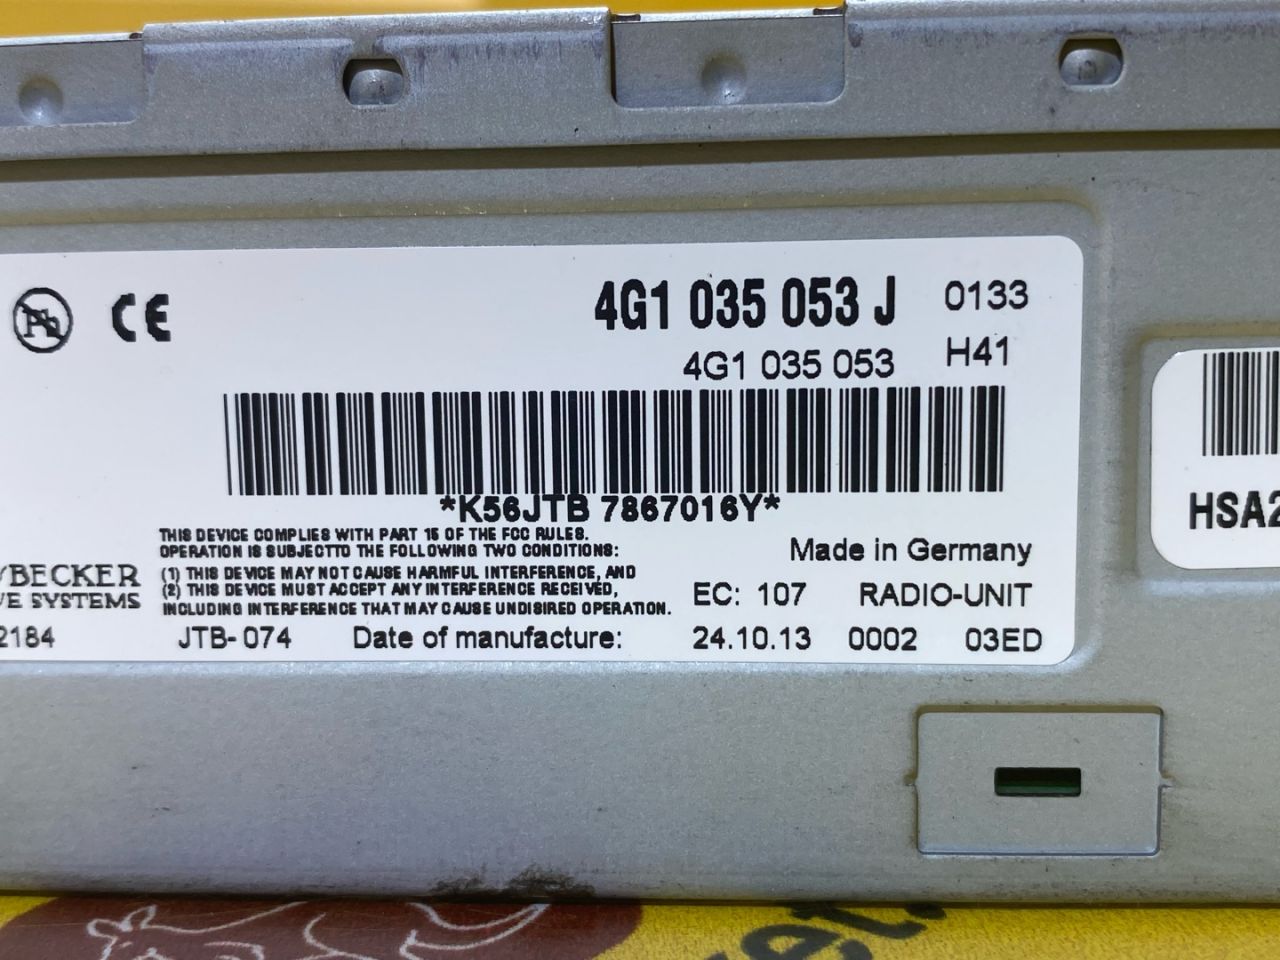 Pb CE
4G1 035 053 J 0133
4G1 035 053 H41
*K56JTB 7867016Y*
THIS DEVICE COMPLIES WITH PART 15 OF THE FCC RULES.
OPERATION IS SUBJECTTO THE FOLLOWING TWO CONDITIONS:
(1) THIS DEVICE MAY NOT CAUSE HARMFUL INTERFERENCE, AND
(2) THIS DEVICE MUST ACCEPT ANY INTERFERENCE RECEIVED,
INCLUDING INTERFERENCE THAT MAY CAUSE UNDISIRED OPERATION.
BECKER
SYSTEMS
Made in Germany
EC: 107 RADIO-UNIT
2184 JTB-074 Date of manufacture: 24.10.13 0002 03ED
HSA2
et.